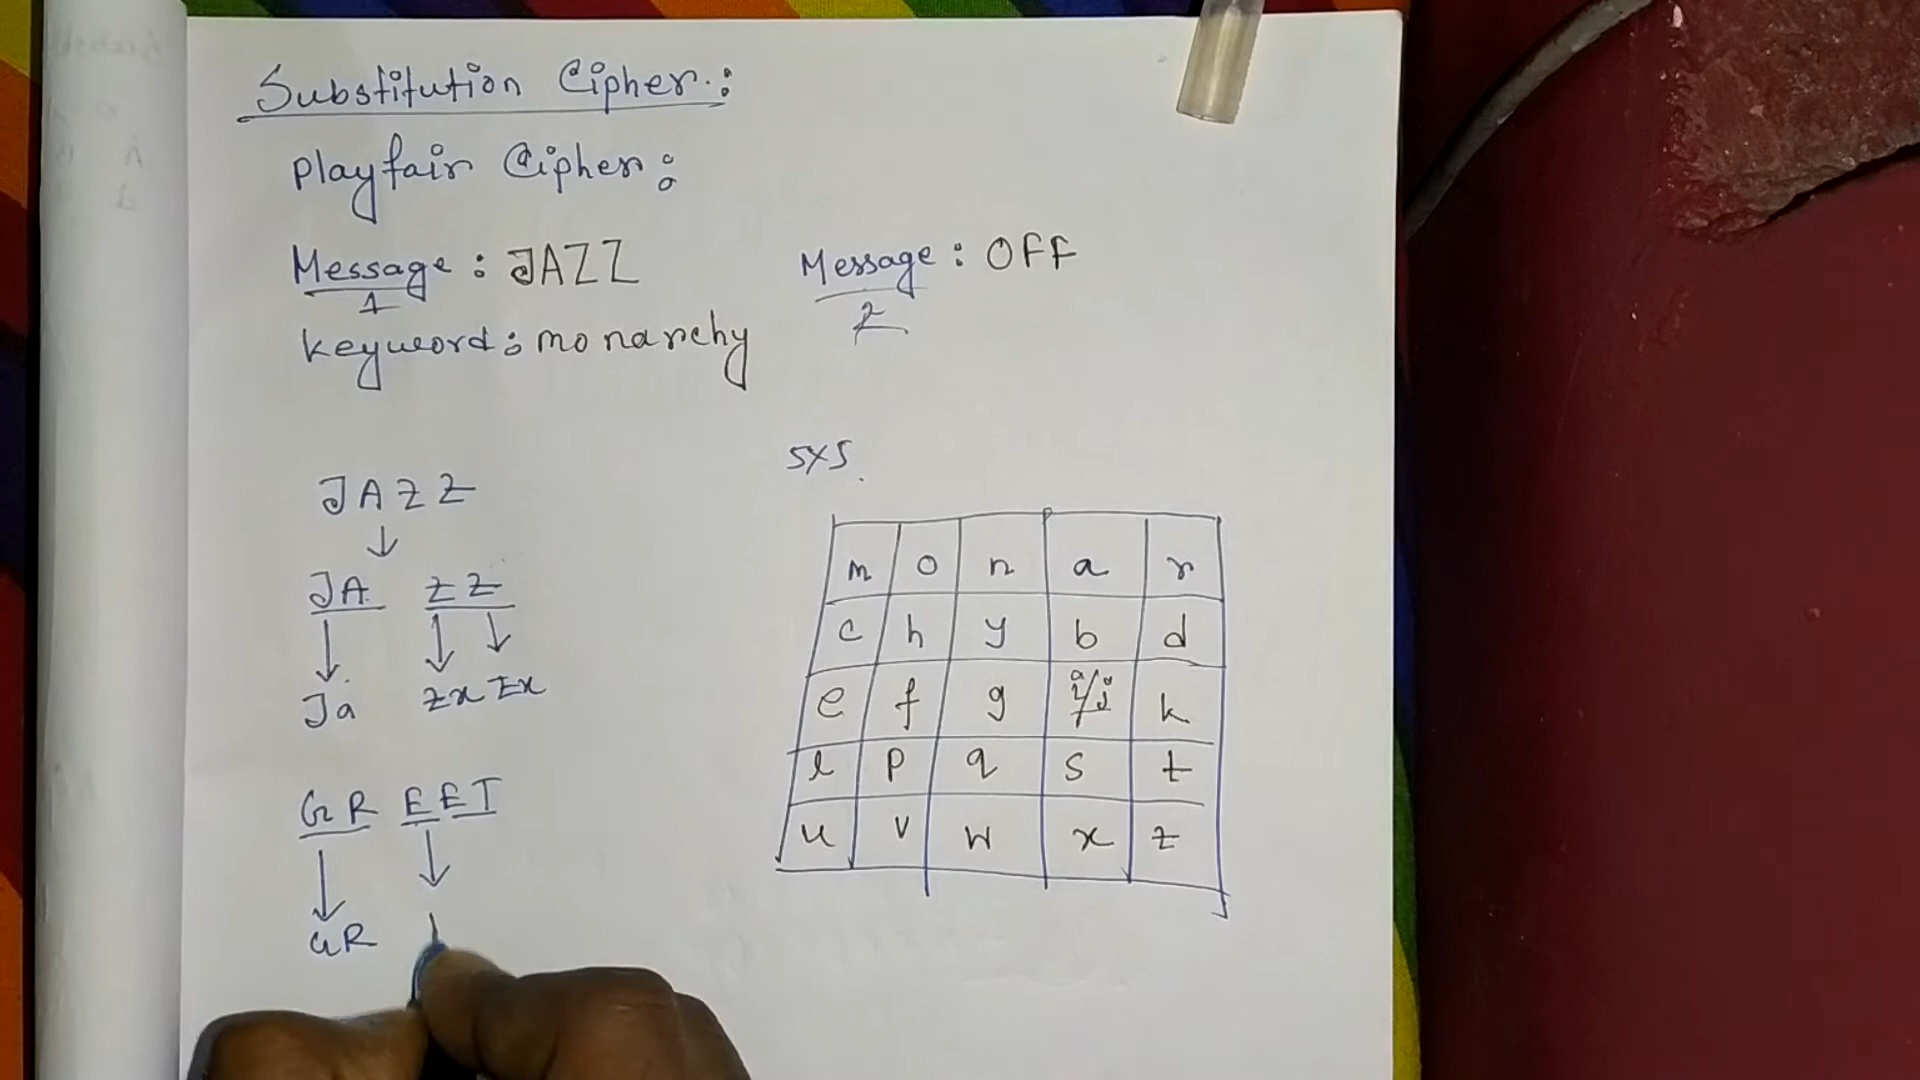 Substitution Cipher:
Playfair Cipher:
Message: JAZZ
1
Message: OFF
2
keyword: monarchy
JAZZ
JA ZZ
Ja zx zx
GR EET
GR
5x5
m o n a r
c h y b d
e f g i/j k
l p q s t
u v w x z